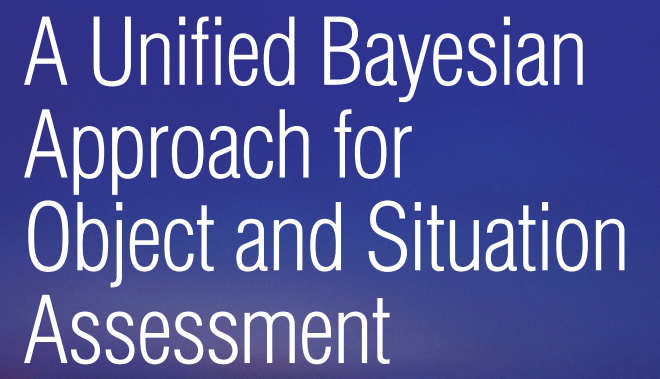 A Unified Bayesian
Approach for
Object and Situation
Assessment